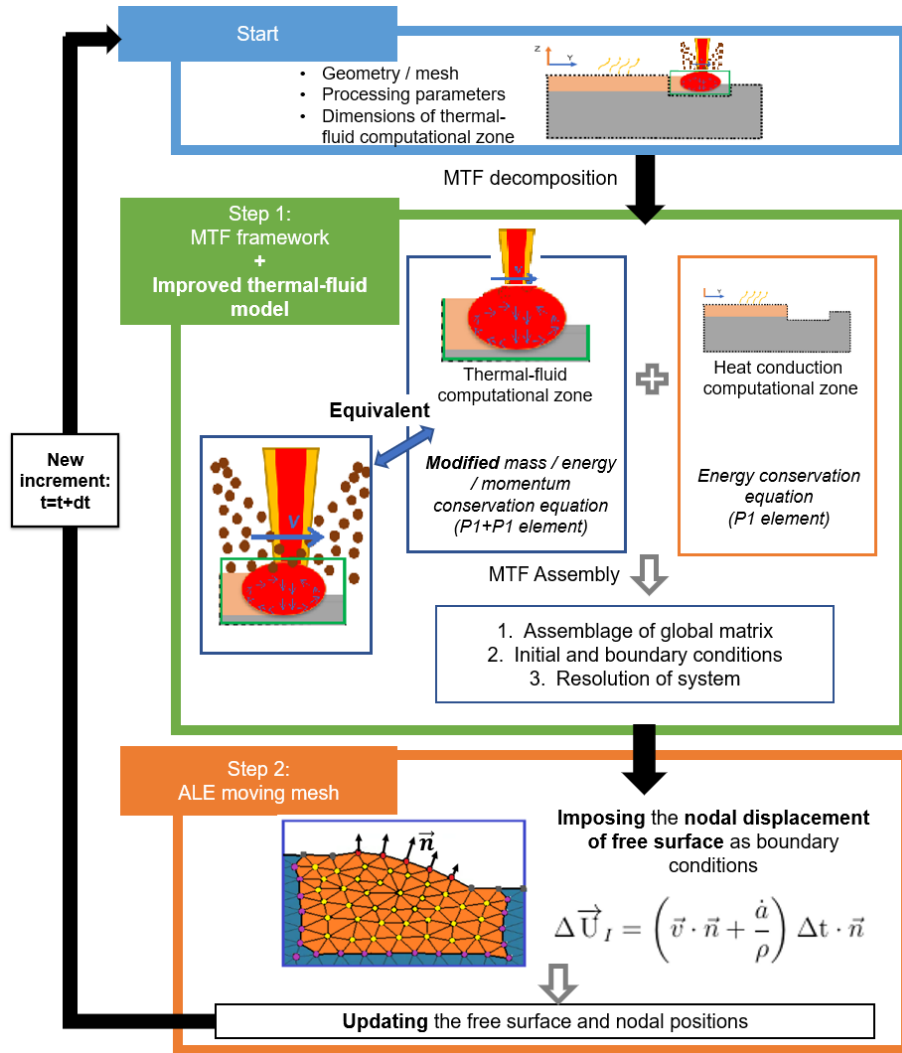 Start
• Geometry / mesh
• Processing parameters
• Dimensions of thermal-
fluid computational zone
Z
Y
MTF decomposition
Step 1:
MTF framework
+
Improved thermal-fluid
model
v
Thermal-fluid
computational zone
Modified mass / energy
/ momentum
conservation equation
(P1+P1 element)
Y
Heat conduction
computational zone
Energy conservation
equation
(P1 element)
Equivalent
V
New
increment:
t=t+dt
MTF Assembly
1. Assemblage of global matrix
2. Initial and boundary conditions
3. Resolution of system
Step 2:
ALE moving mesh
n⃗
Imposing the nodal displacement
of free surface as boundary
conditions
ΔU⃗_I = (v⃗ · n⃗ + ȧ/ρ) Δt · n⃗
Updating the free surface and nodal positions